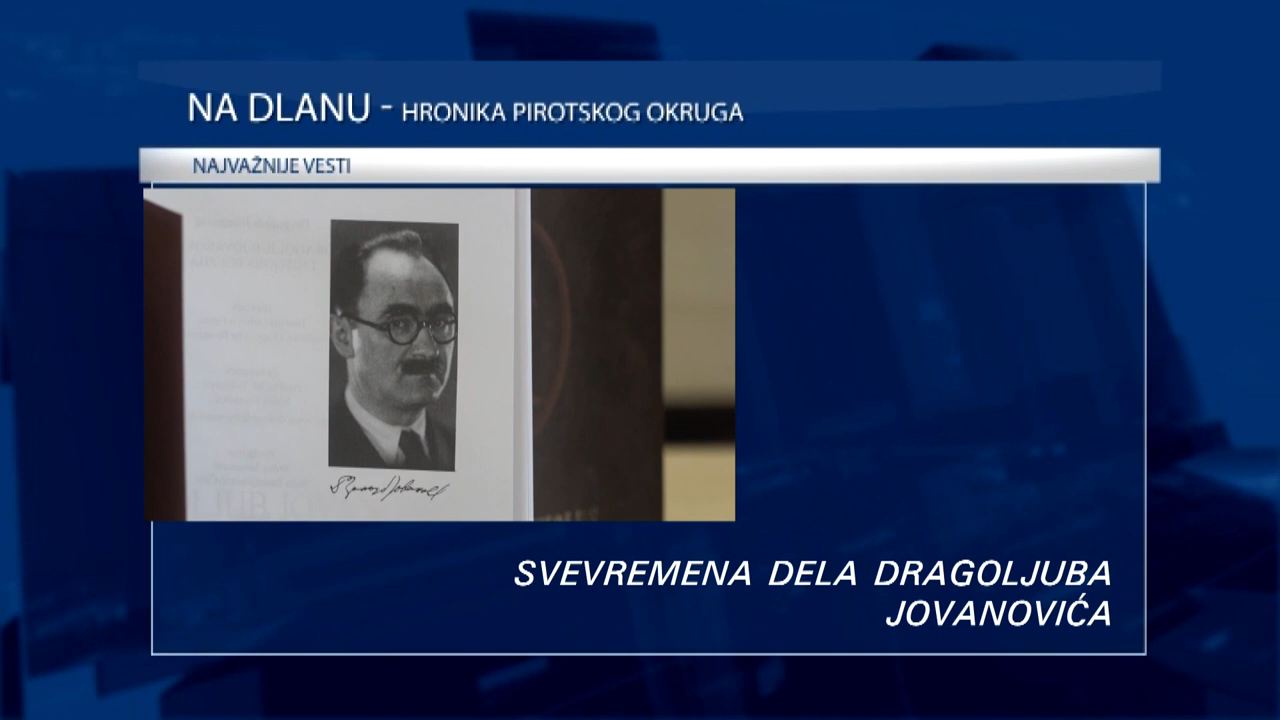 NA DLANU - HRONIKA PIROTSKOG OKRUGA
NAJVAŽNIJE VESTI
SVEVREMENA DELA DRAGOLJUBA
JOVANOVIĆA